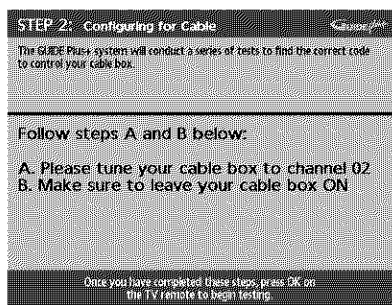 STEP 2: Configuring for Cable
GUIDE Plus+
The GUIDE Plus+ system will conduct a series of tests to find the correct code
to control your cable box.
Follow steps A and B below:
A. Please tune your cable box to channel 02
B. Make sure to leave your cable box ON
Once you have completed these steps, press OK on
the TV remote to begin testing.